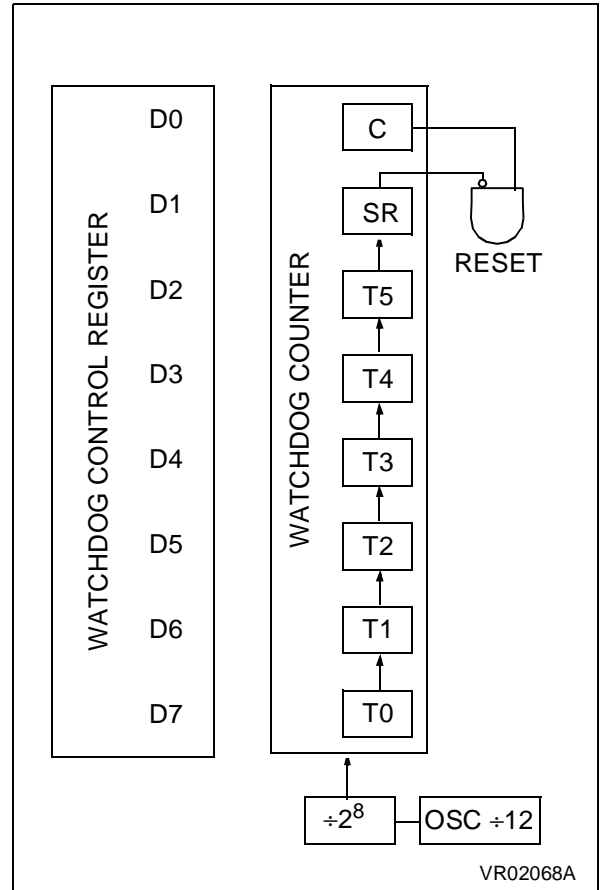 WATCHDOG CONTROL REGISTER
D0
D1
D2
D3
D4
D5
D6
D7
WATCHDOG COUNTER
C
SR
T5
T4
T3
T2
T1
T0
RESET
÷2⁸
OSC ÷12
VR02068A